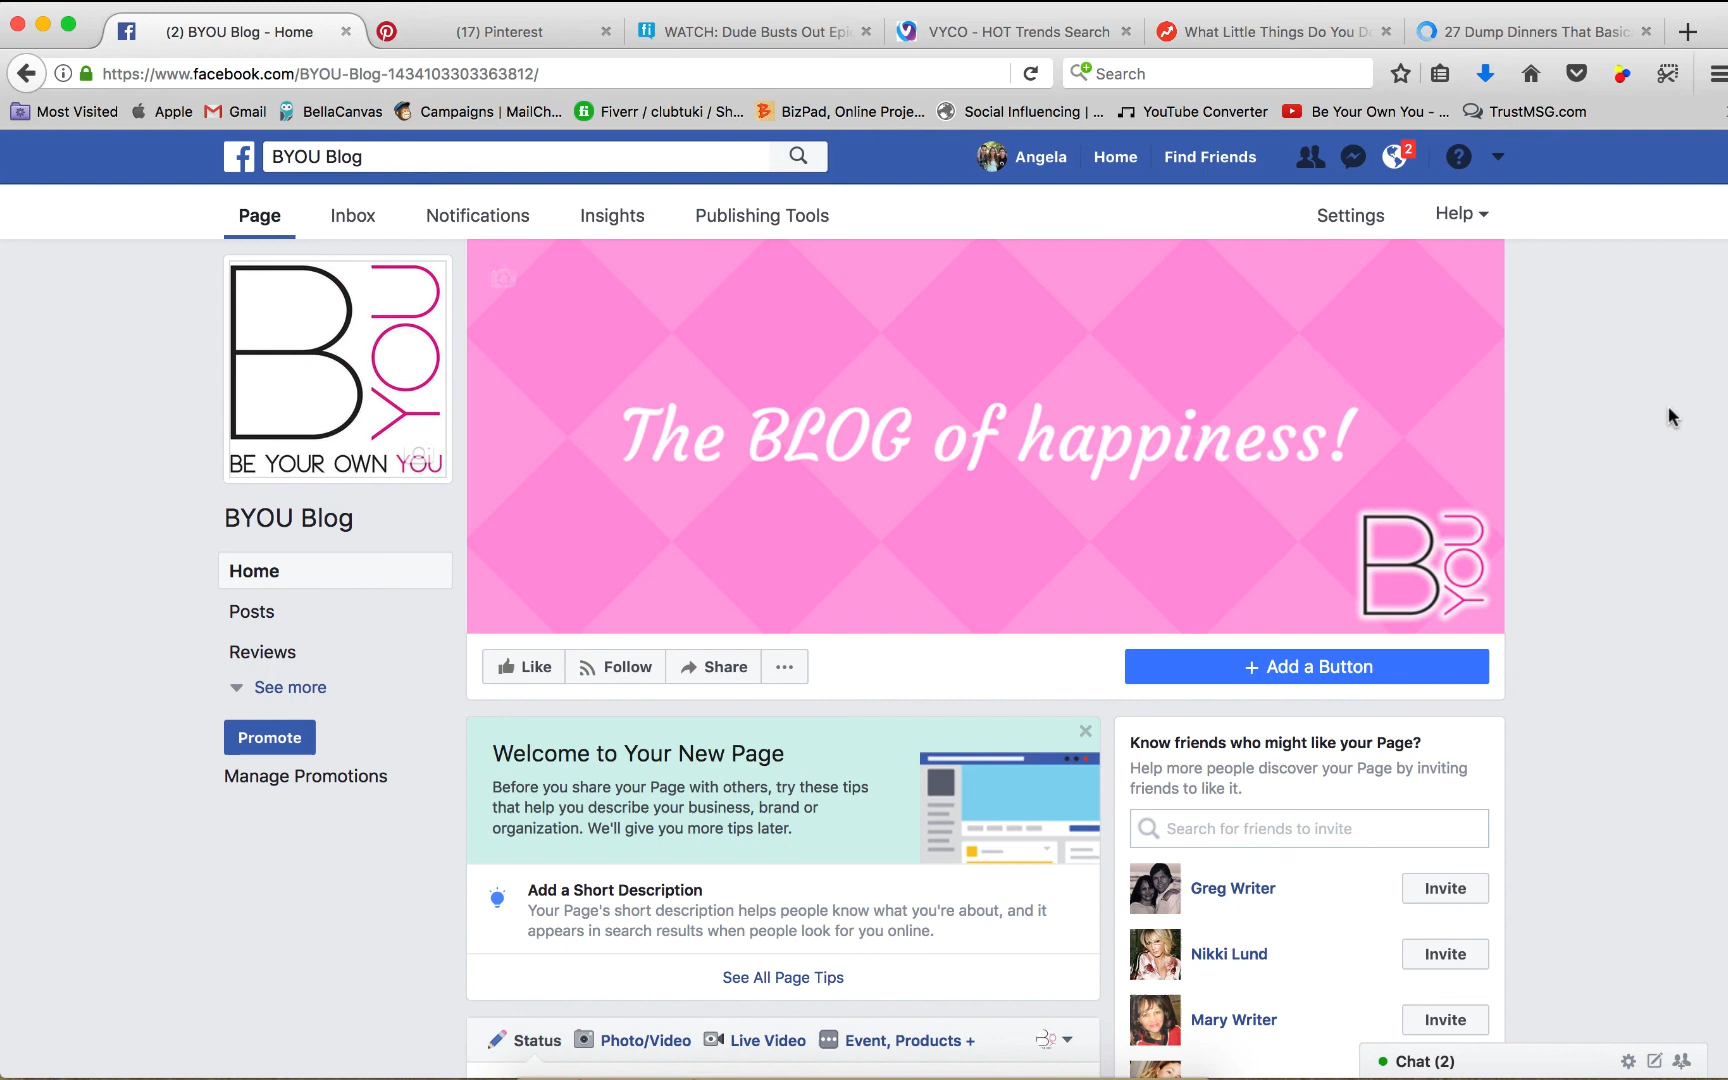 (2) BYOU Blog - Home
(17) Pinterest
WATCH: Dude Busts Out Epi
VYCO - HOT Trends Search
What Little Things Do You D
27 Dump Dinners That Basic
https://www.facebook.com/BYOU-Blog-1434103303363812/
Search
Most Visited
Apple
Gmail
BellaCanvas
Campaigns | MailCh...
Fiverr / clubtuki / Sh...
BizPad, Online Proje...
Social Influencing | ...
YouTube Converter
Be Your Own You - ...
TrustMSG.com
BYOU Blog
Angela
Home
Find Friends
2
Page
Inbox
Notifications
Insights
Publishing Tools
Settings
Help
BYOU
BE YOUR OWN YOU
The BLOG of happiness!
BYOU
BYOU Blog
Home
Posts
Reviews
See more
Promote
Manage Promotions
Like
Follow
Share
+ Add a Button
Welcome to Your New Page
Before you share your Page with others, try these tips
that help you describe your business, brand or
organization. We'll give you more tips later.
Add a Short Description
Your Page's short description helps people know what you're about, and it
appears in search results when people look for you online.
See All Page Tips
Status
Photo/Video
Live Video
Event, Products +
Know friends who might like your Page?
Help more people discover your Page by inviting
friends to like it.
Search for friends to invite
Greg Writer
Invite
Nikki Lund
Invite
Mary Writer
Invite
Chat (2)